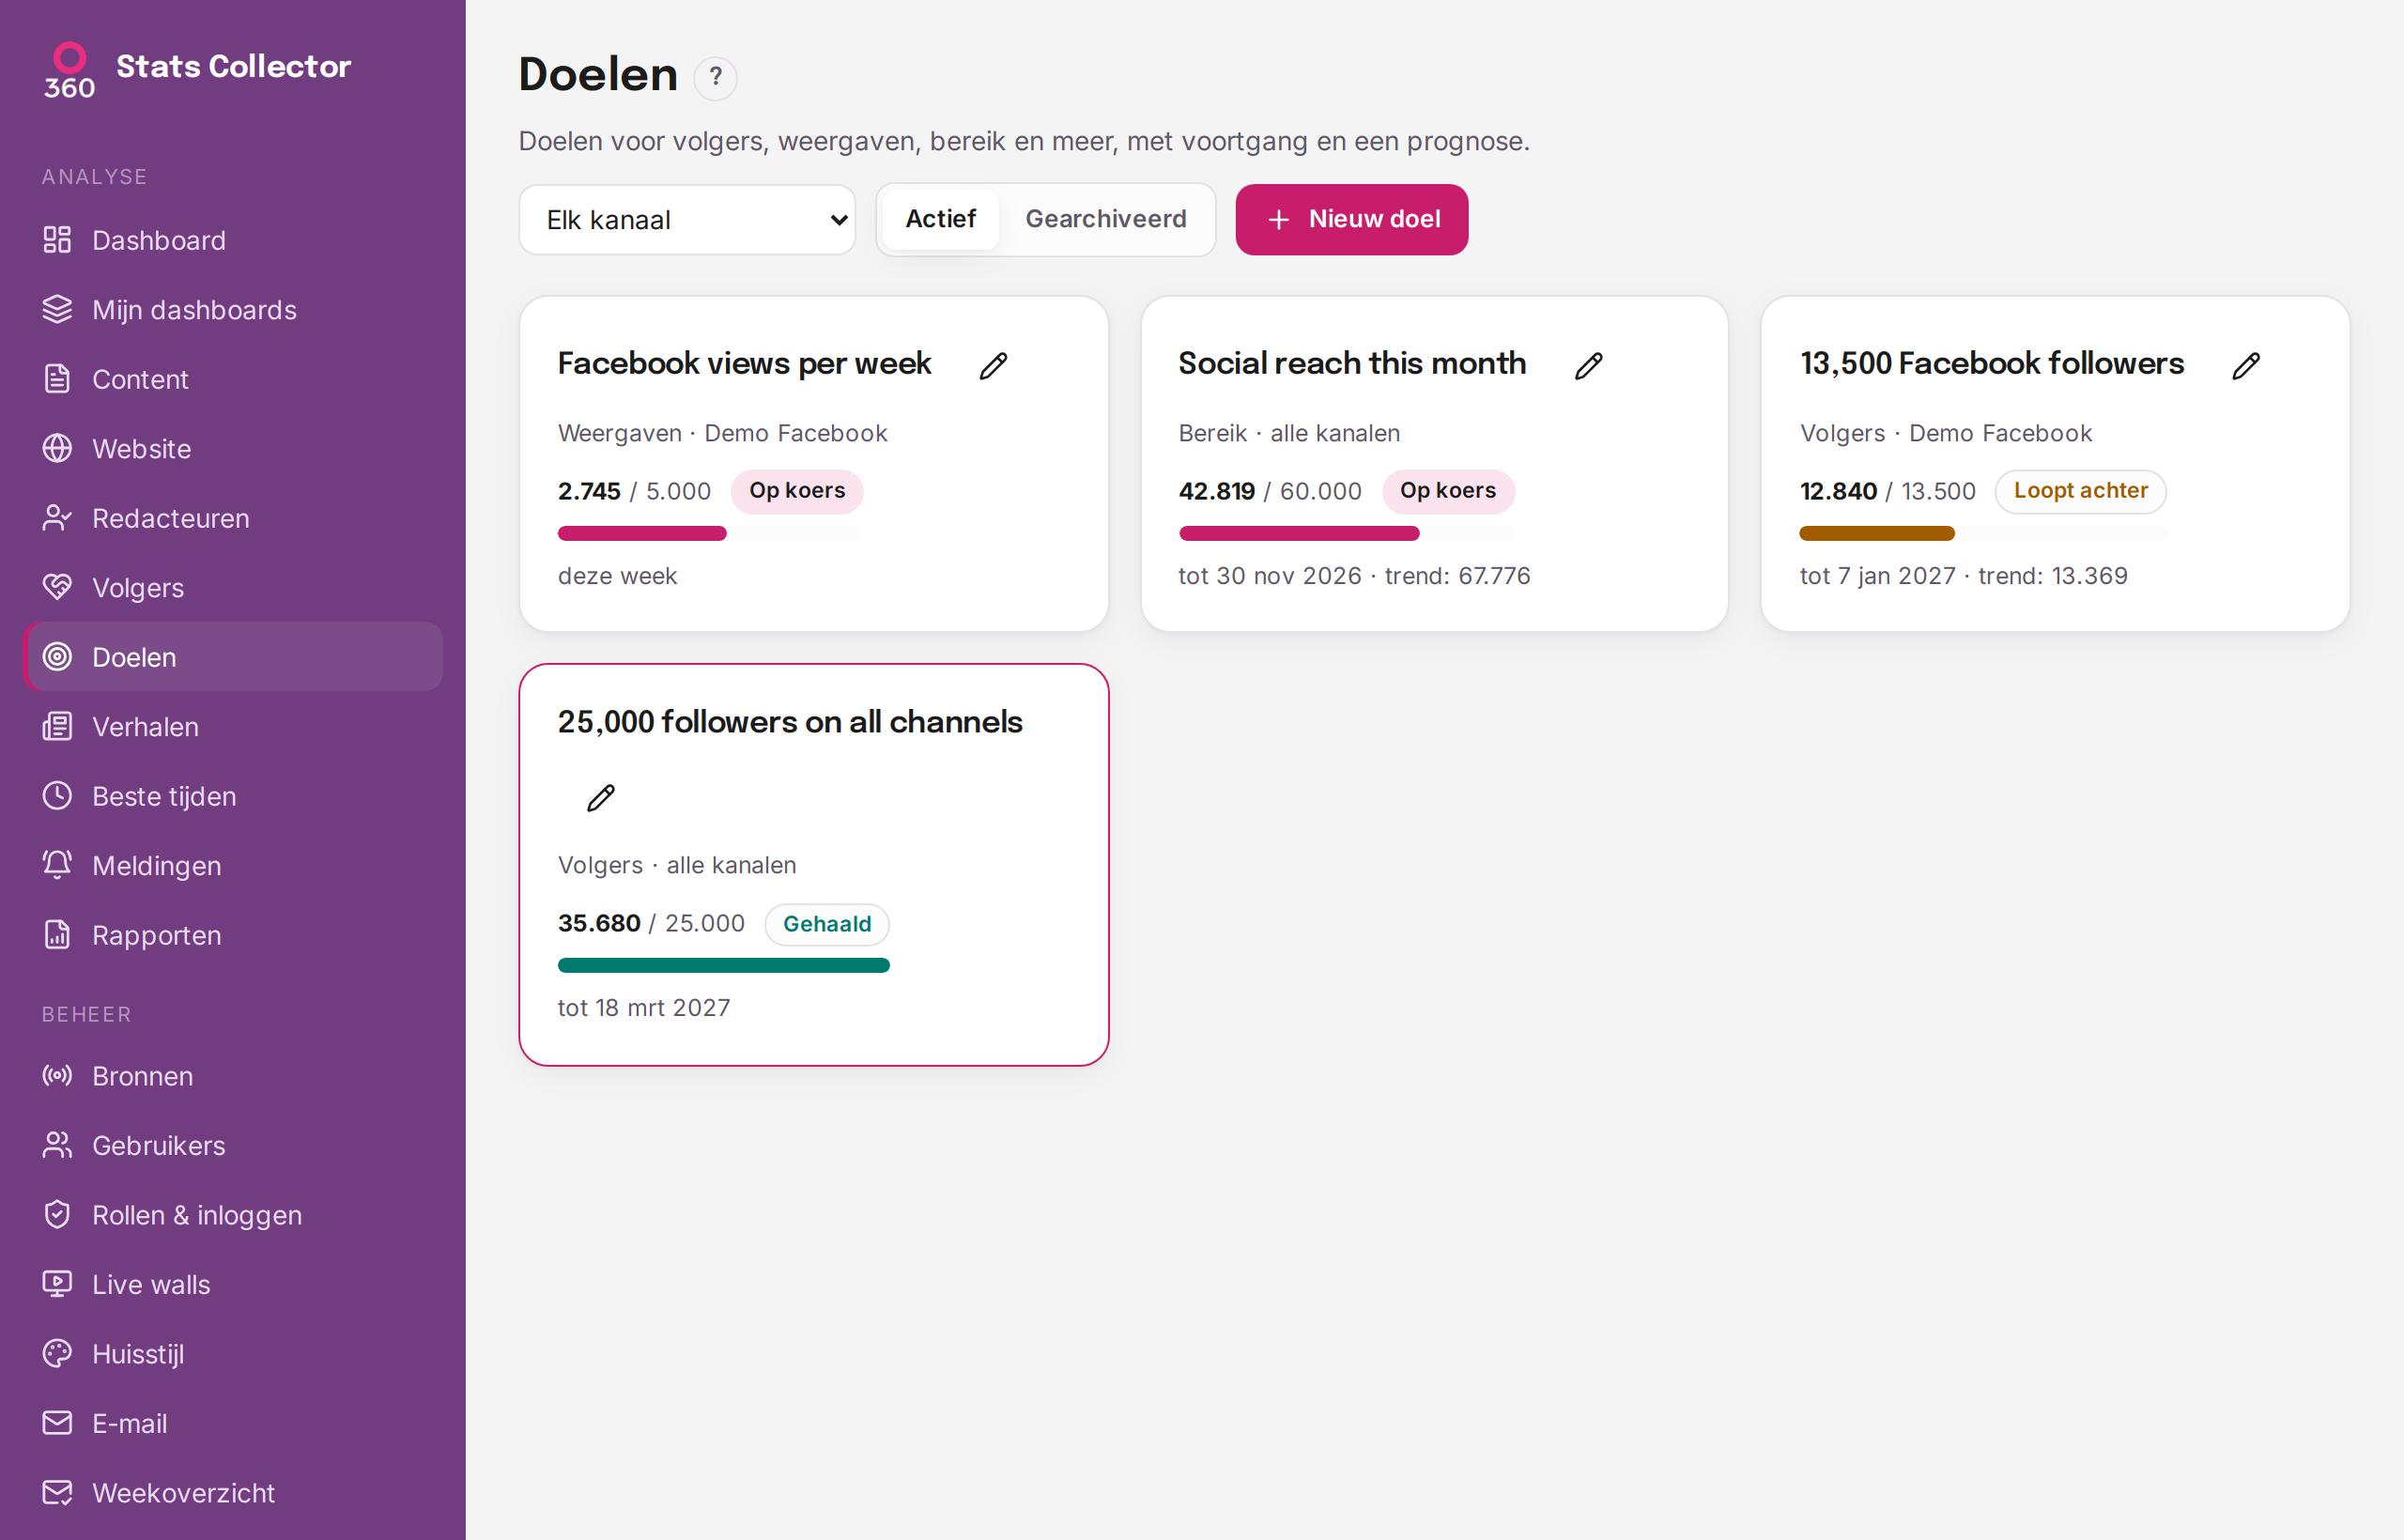 360
Stats Collector
ANALYSE
Dashboard
Mijn dashboards
Content
Website
Redacteuren
Volgers
Doelen
Verhalen
Beste tijden
Meldingen
Rapporten
BEHEER
Bronnen
Gebruikers
Rollen & inloggen
Live walls
Huisstijl
E-mail
Weekoverzicht
Doelen ?
Doelen voor volgers, weergaven, bereik en meer, met voortgang en een prognose.
Elk kanaal Actief Gearchiveerd + Nieuw doel
Facebook views per week
Weergaven · Demo Facebook
2.745 / 5.000 Op koers
deze week
Social reach this month
Bereik · alle kanalen
42.819 / 60.000 Op koers
tot 30 nov 2026 · trend: 67.776
13,500 Facebook followers
Volgers · Demo Facebook
12.840 / 13.500 Loopt achter
tot 7 jan 2027 · trend: 13.369
25,000 followers on all channels
Volgers · alle kanalen
35.680 / 25.000 Gehaald
tot 18 mrt 2027